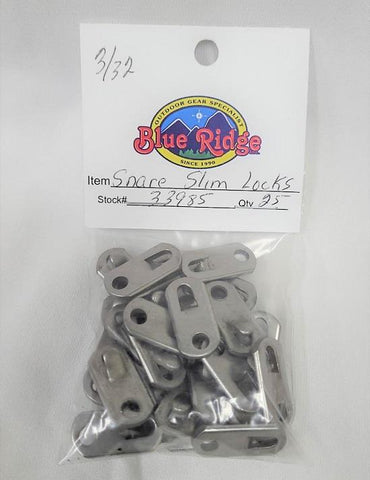 3/32
OUTDOOR GEAR SPECIALIST
Blue Ridge
SINCE 1990
Item Snare Slim Locks
Stock# 33985 Qty 25